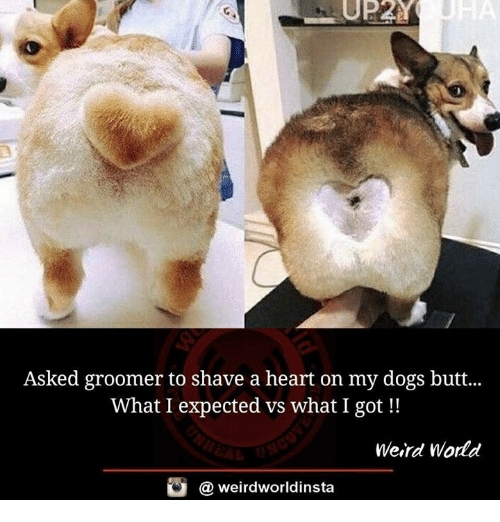 UP2YOUHA
Asked groomer to shave a heart on my dogs butt...
What I expected vs what I got !!
Weird World
@ weirdworldinsta